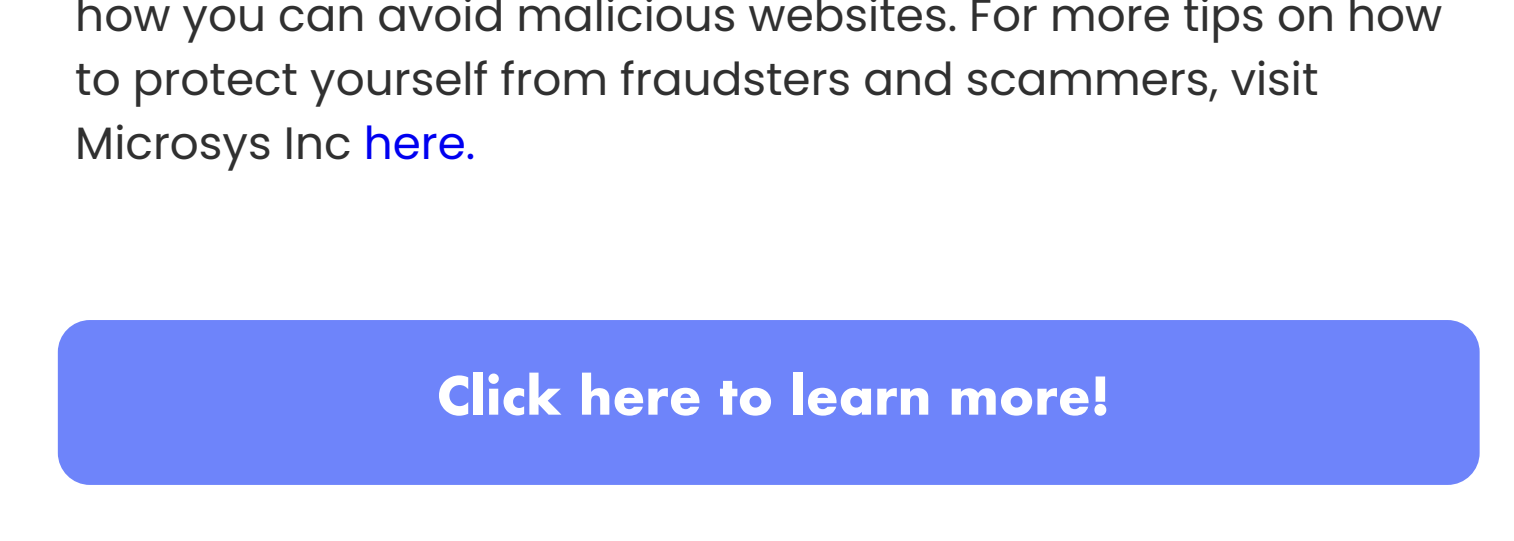 how you can avoid malicious websites. For more tips on how
to protect yourself from fraudsters and scammers, visit
Microsys Inc here.
Click here to learn more!